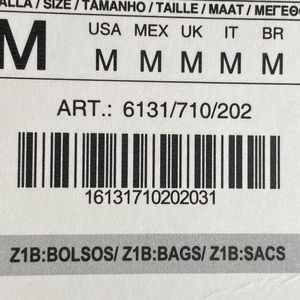 ALLA / SIZE / TAMANHO / TAILLE / MAAT / ΜΕΓΕΘΟ
M USA MEX UK IT BR
M M M M M
ART.: 6131/710/202
16131710202031
Z1B:BOLSOS/ Z1B:BAGS/ Z1B:SACS